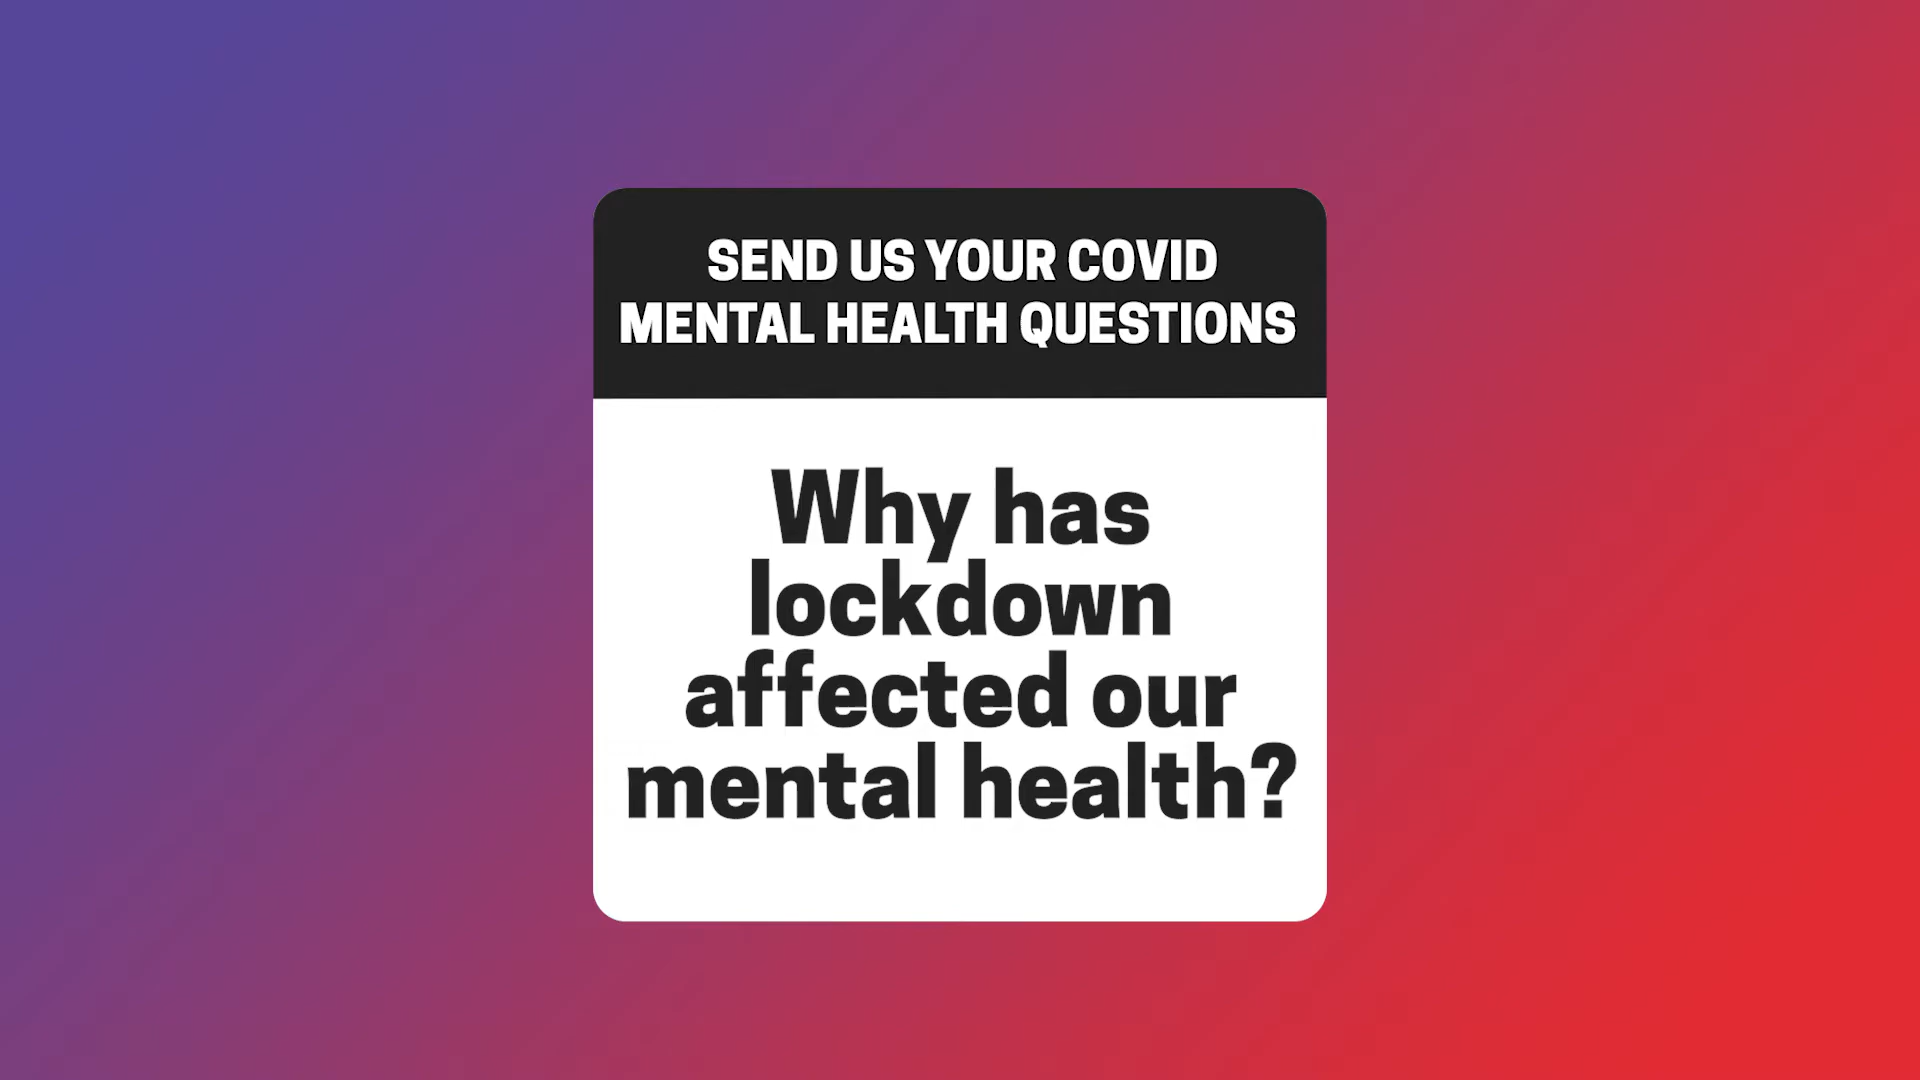 SEND US YOUR COVID
MENTAL HEALTH QUESTIONS
Why has
lockdown
affected our
mental health?